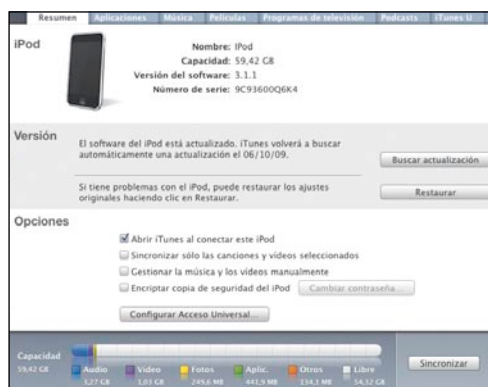 Resumen Aplicaciones Música Películas Programas de televisión Podcasts iTunes U
iPod
Nombre: iPod
Capacidad: 59,42 GB
Versión del software: 3.1.1
Número de serie: 9C93600Q6K4
Versión
El software del iPod está actualizado. iTunes volverá a buscar
automáticamente una actualización el 06/10/09.
Buscar actualización
Si tiene problemas con el iPod, puede restaurar los ajustes
originales haciendo clic en Restaurar.
Restaurar
Opciones
Abrir iTunes al conectar este iPod
Sincronizar sólo las canciones y vídeos seleccionados
Gestionar la música y los vídeos manualmente
Encriptar copia de seguridad del iPod Cambiar contraseña...
Configurar Acceso Universal...
Capacidad
59,42 GB
Audio Vídeo Fotos Aplic. Otros Libre
3,27 GB 1,03 GB 249,6 MB 441,9 MB 134,1 MB 54,32 GB
Sincronizar